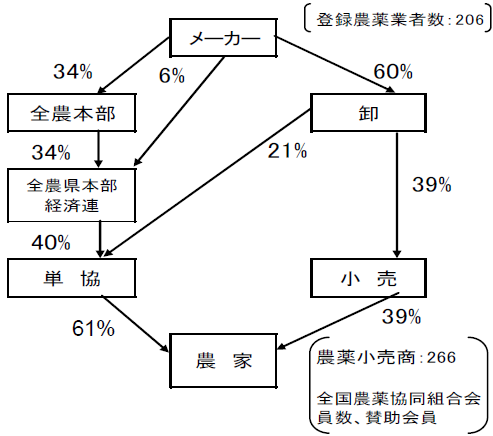 登録農薬業者数：206
メーカー
34%
6%
60%
全農本部
卸
34%
21%
全農県本部
経済連
39%
40%
単 協
小 売
61%
39%
農 家
農薬小売商：266
全国農薬協同組合会
員数、賛助会員